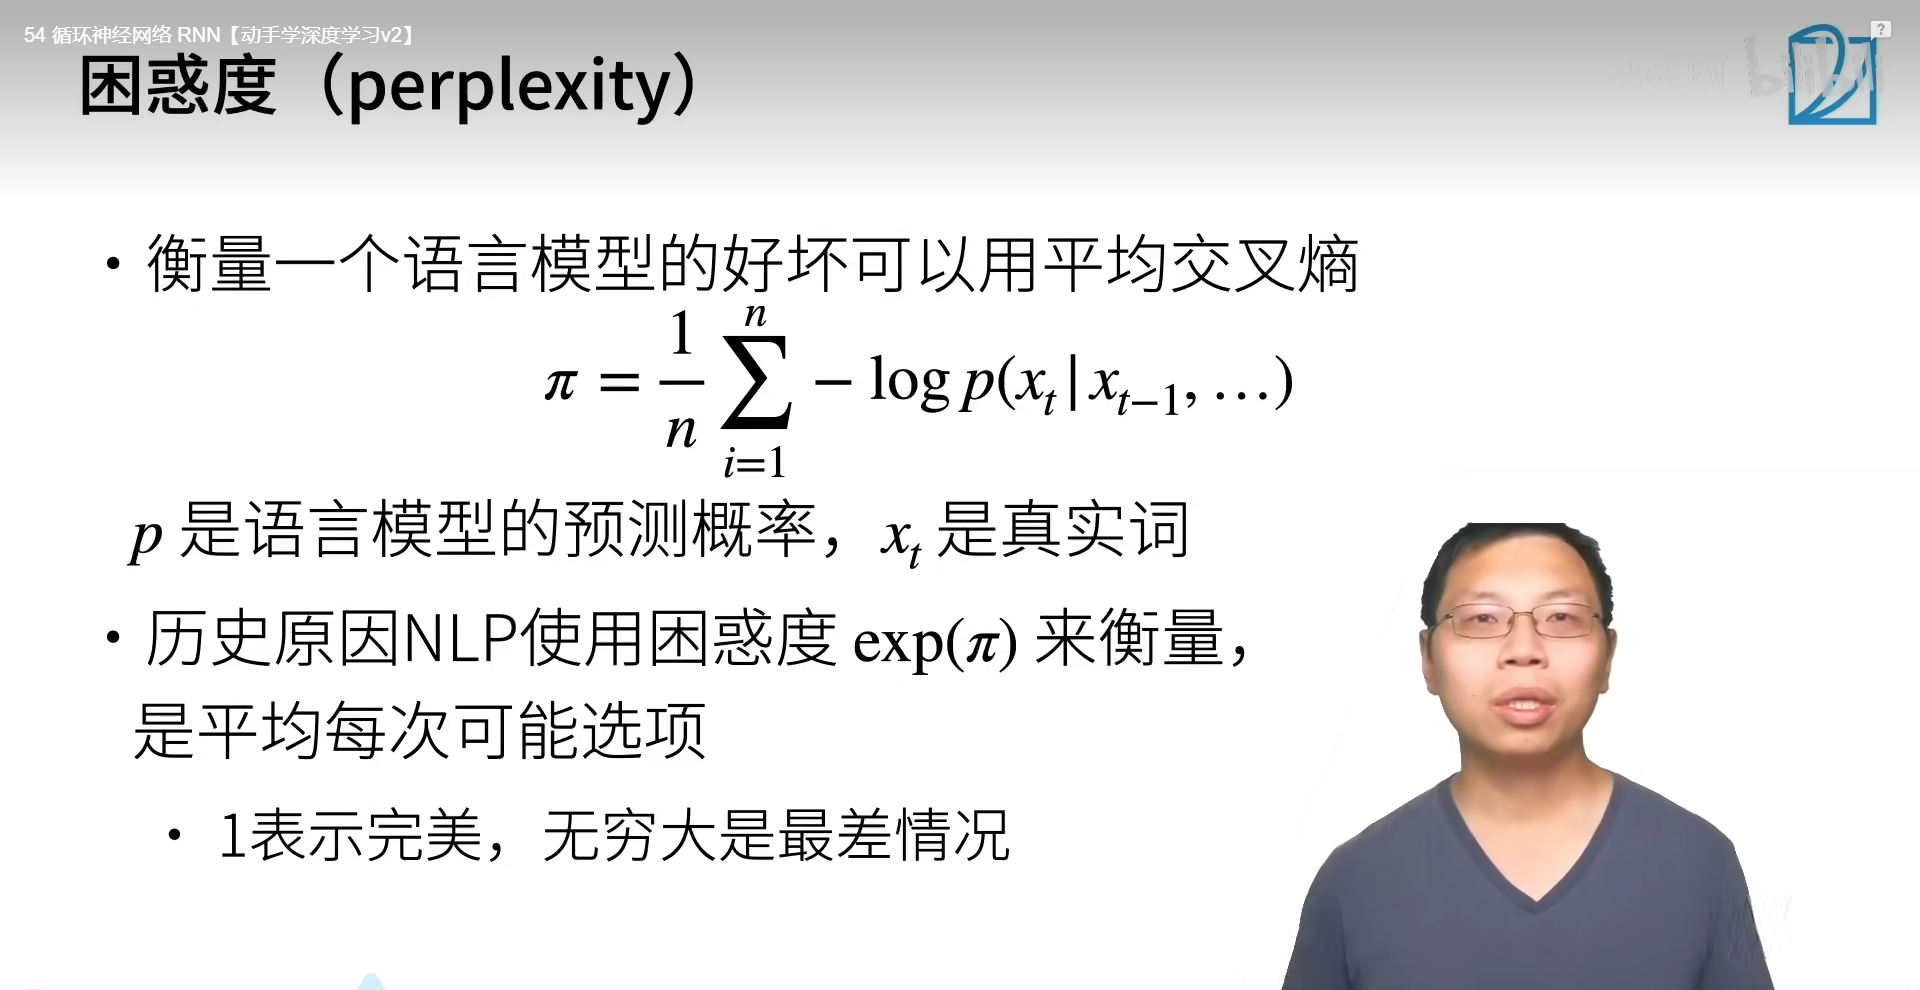 54 循环神经网络 RNN【动手学深度学习v2】
困惑度（perplexity）
• 衡量一个语言模型的好坏可以用平均交叉熵
π = \frac{1}{n} \sum_{i=1}^{n} − log p(x_t|x_{t−1}, …)
p 是语言模型的预测概率，x_t 是真实词
• 历史原因NLP使用困惑度 exp(π) 来衡量，
是平均每次可能选项
• 1表示完美，无穷大是最差情况